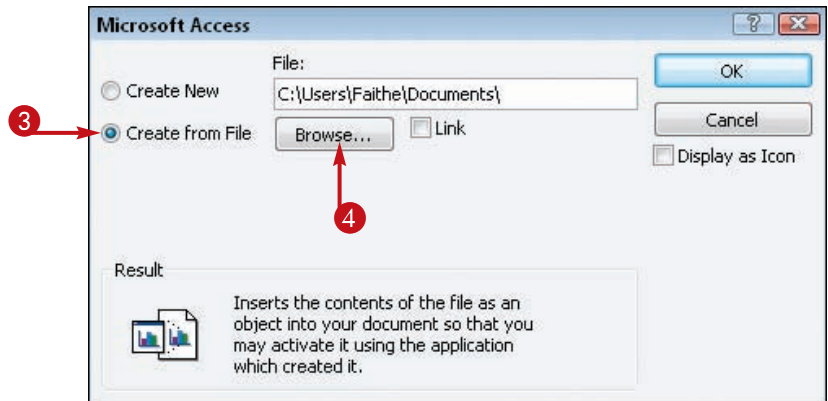 Microsoft Access
File:
Create New
C:\Users\Faithe\Documents\
OK
3
Create from File
Browse...
Link
Cancel
Display as Icon
4
Result
Inserts the contents of the file as an
object into your document so that you
may activate it using the application
which created it.